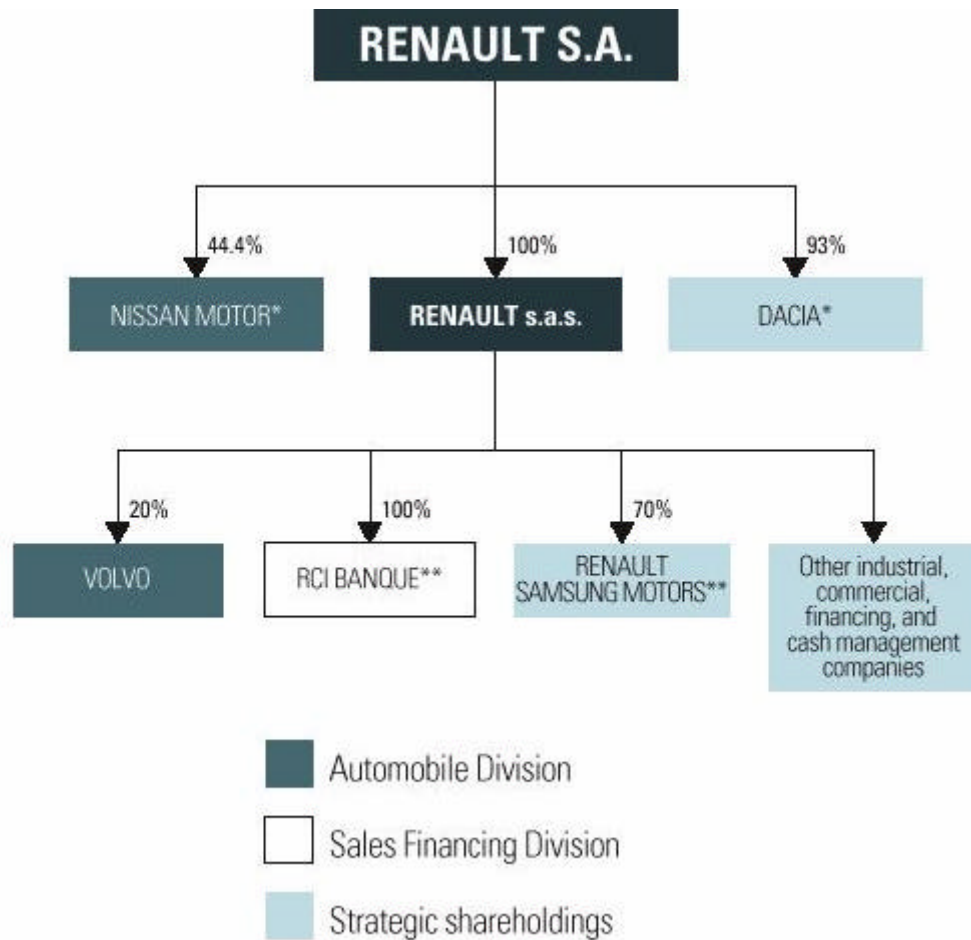 RENAULT S.A.
44.4%
100%
93%
NISSAN MOTOR*
RENAULT s.a.s.
DACIA*
20%
100%
70%
VOLVO
RCI BANQUE**
RENAULT
SAMSUNG MOTORS**
Other industrial,
commercial,
financing, and
cash management
companies
Automobile Division
Sales Financing Division
Strategic shareholdings